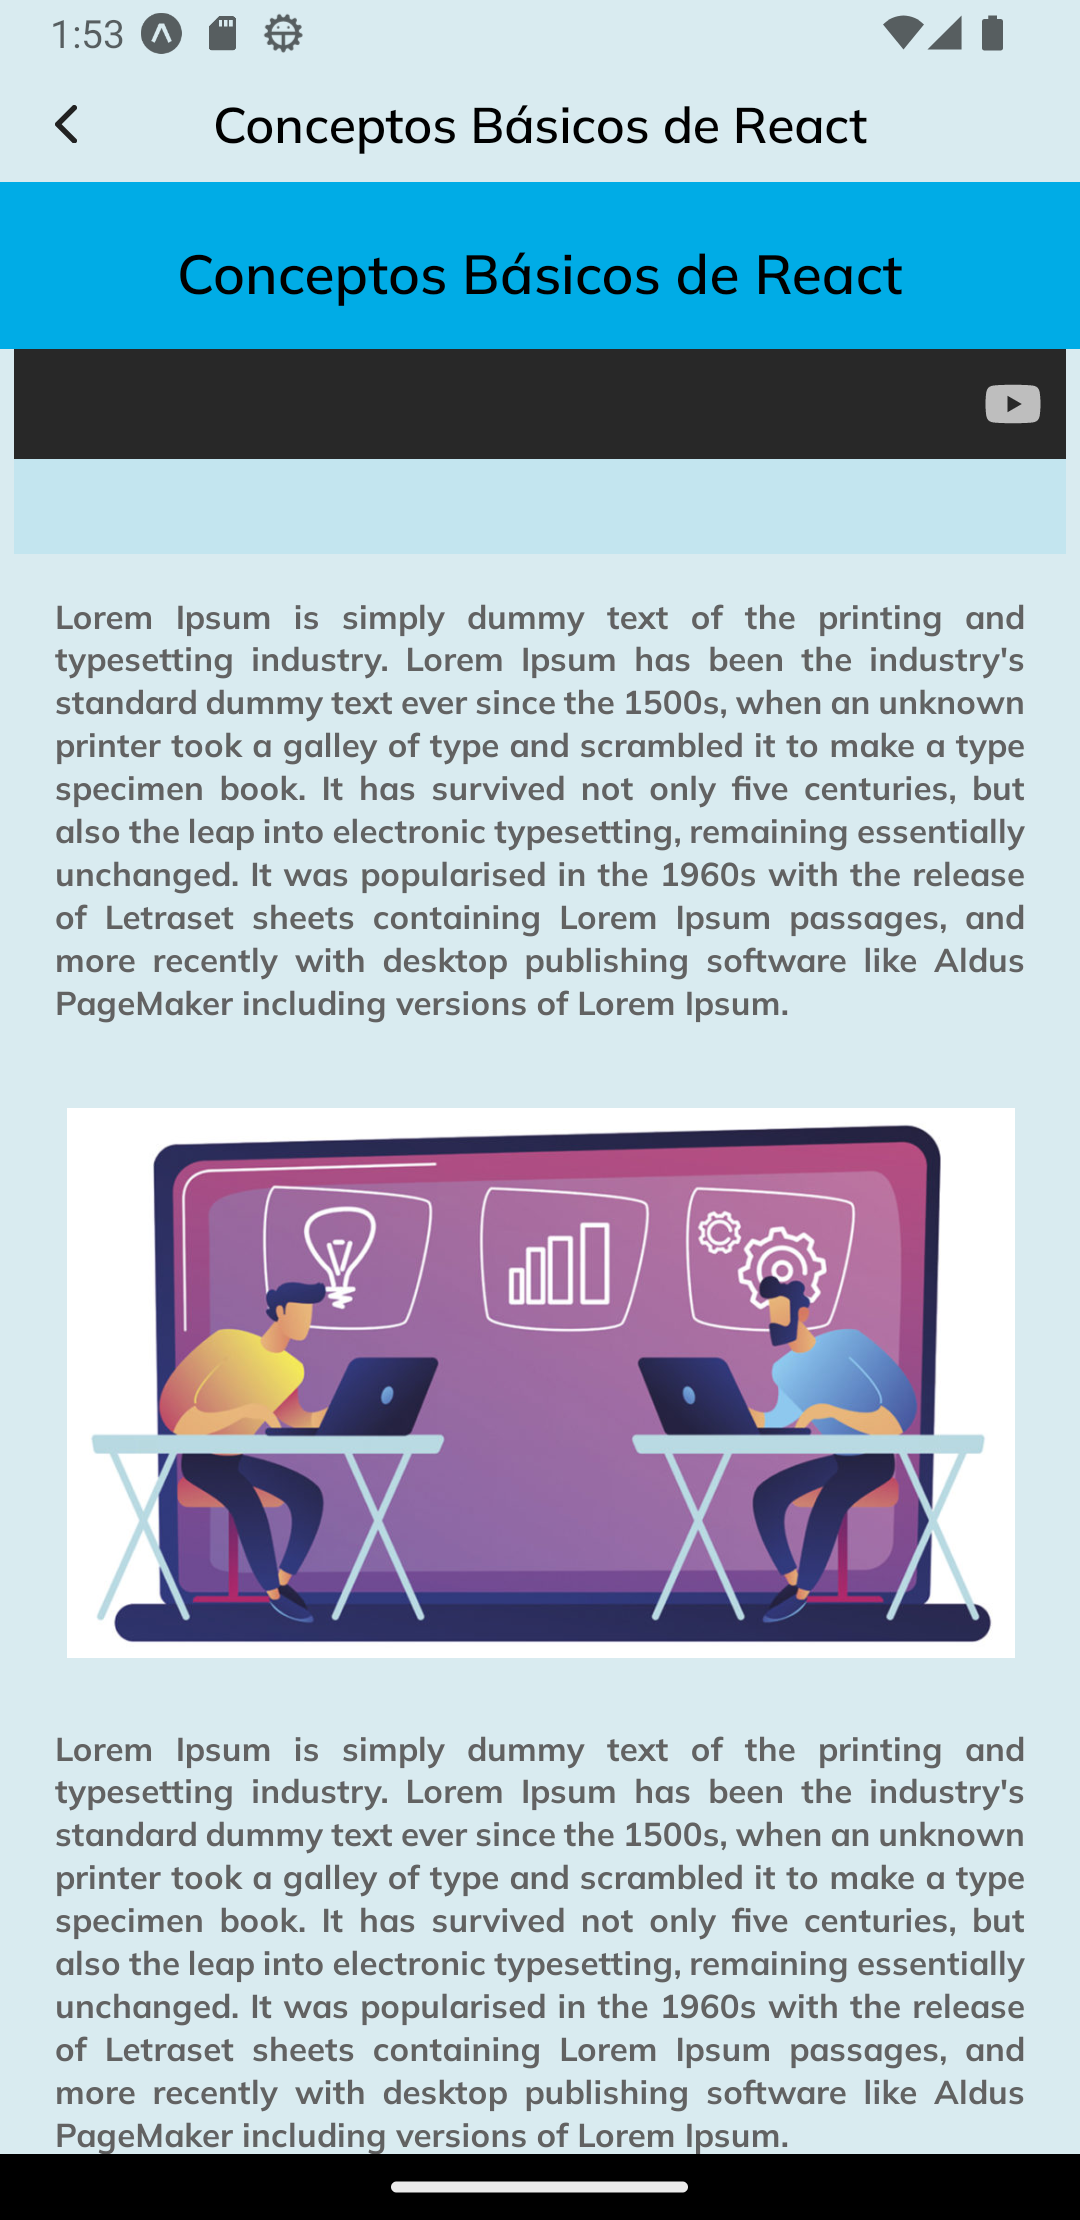 1:53
Conceptos Básicos de React
Conceptos Básicos de React
Lorem Ipsum is simply dummy text of the printing and
typesetting industry. Lorem Ipsum has been the industry's
standard dummy text ever since the 1500s, when an unknown
printer took a galley of type and scrambled it to make a type
specimen book. It has survived not only five centuries, but
also the leap into electronic typesetting, remaining essentially
unchanged. It was popularised in the 1960s with the release
of Letraset sheets containing Lorem Ipsum passages, and
more recently with desktop publishing software like Aldus
PageMaker including versions of Lorem Ipsum.
Lorem Ipsum is simply dummy text of the printing and
typesetting industry. Lorem Ipsum has been the industry's
standard dummy text ever since the 1500s, when an unknown
printer took a galley of type and scrambled it to make a type
specimen book. It has survived not only five centuries, but
also the leap into electronic typesetting, remaining essentially
unchanged. It was popularised in the 1960s with the release
of Letraset sheets containing Lorem Ipsum passages, and
more recently with desktop publishing software like Aldus
PageMaker including versions of Lorem Ipsum.